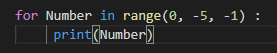 for Number in range(0, -5, -1) :
    print(Number)